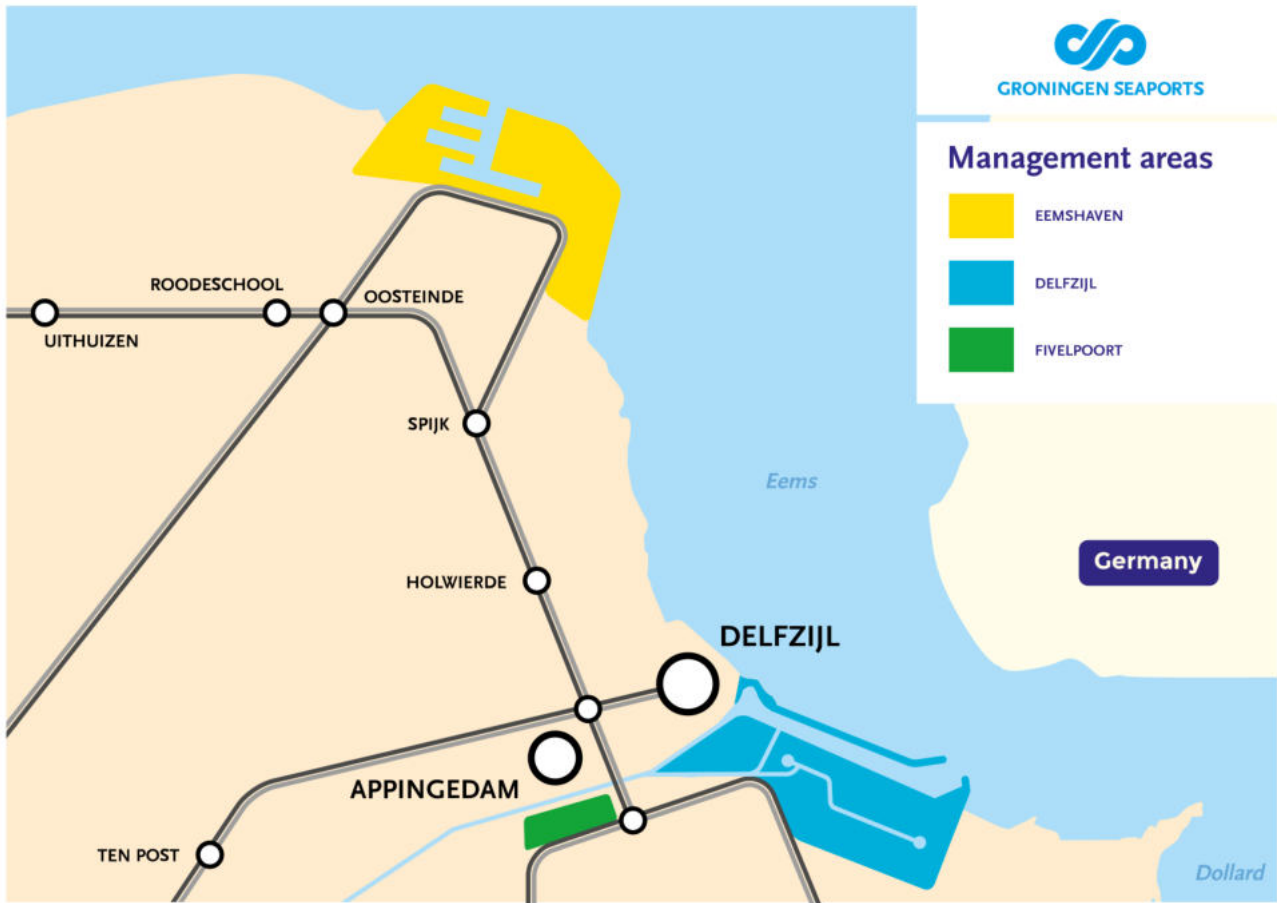 GRONINGEN SEAPORTS
Management areas
EEMSHAVEN
DELFZIJL
FIVELPOORT
ROODESCHOOL
OOSTEINDE
UITHUIZEN
SPIJK
Eems
Germany
HOLWIERDE
DELFZIJL
APPINGEDAM
TEN POST
Dollard